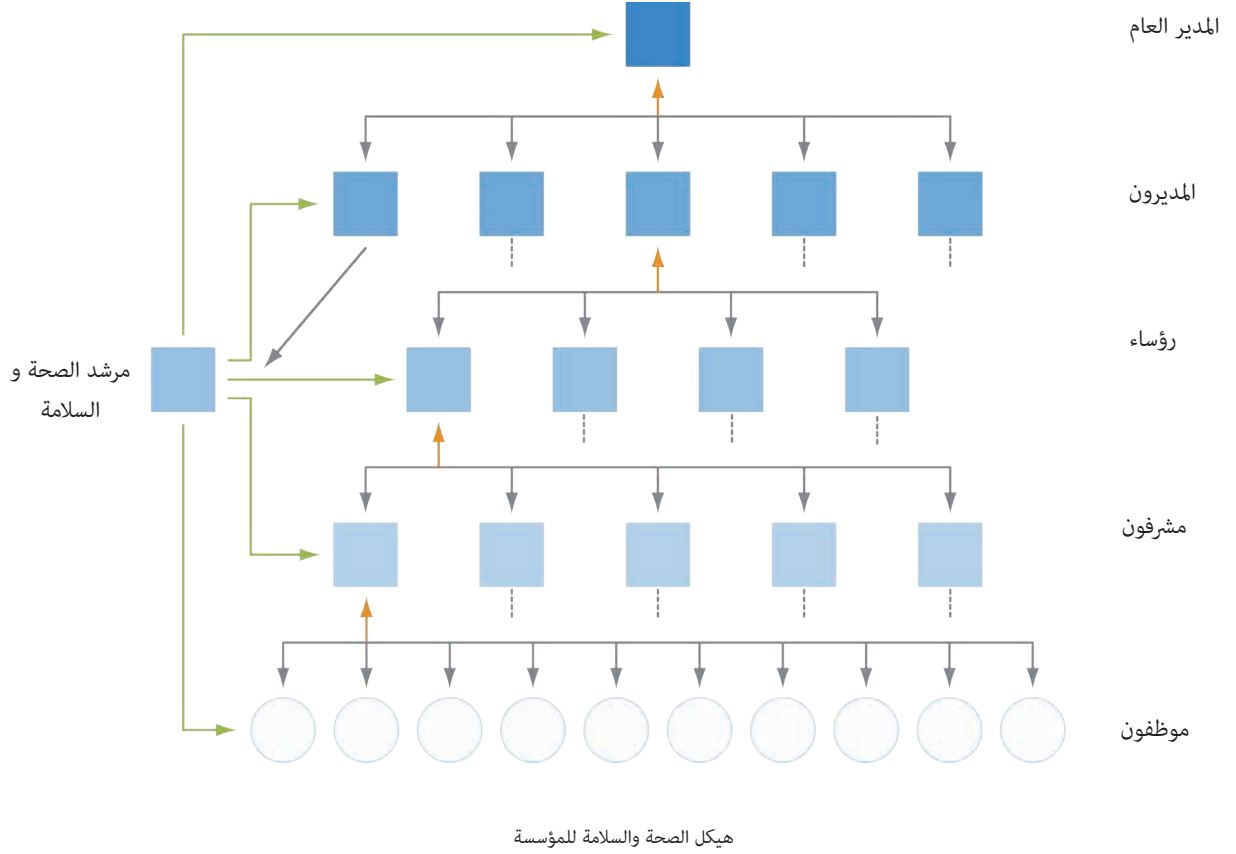 المدير العام
المديرون
رؤساء
مرشد الصحة و
السلامة
مشرفون
موظفون
هيكل الصحة والسلامة للمؤسسة